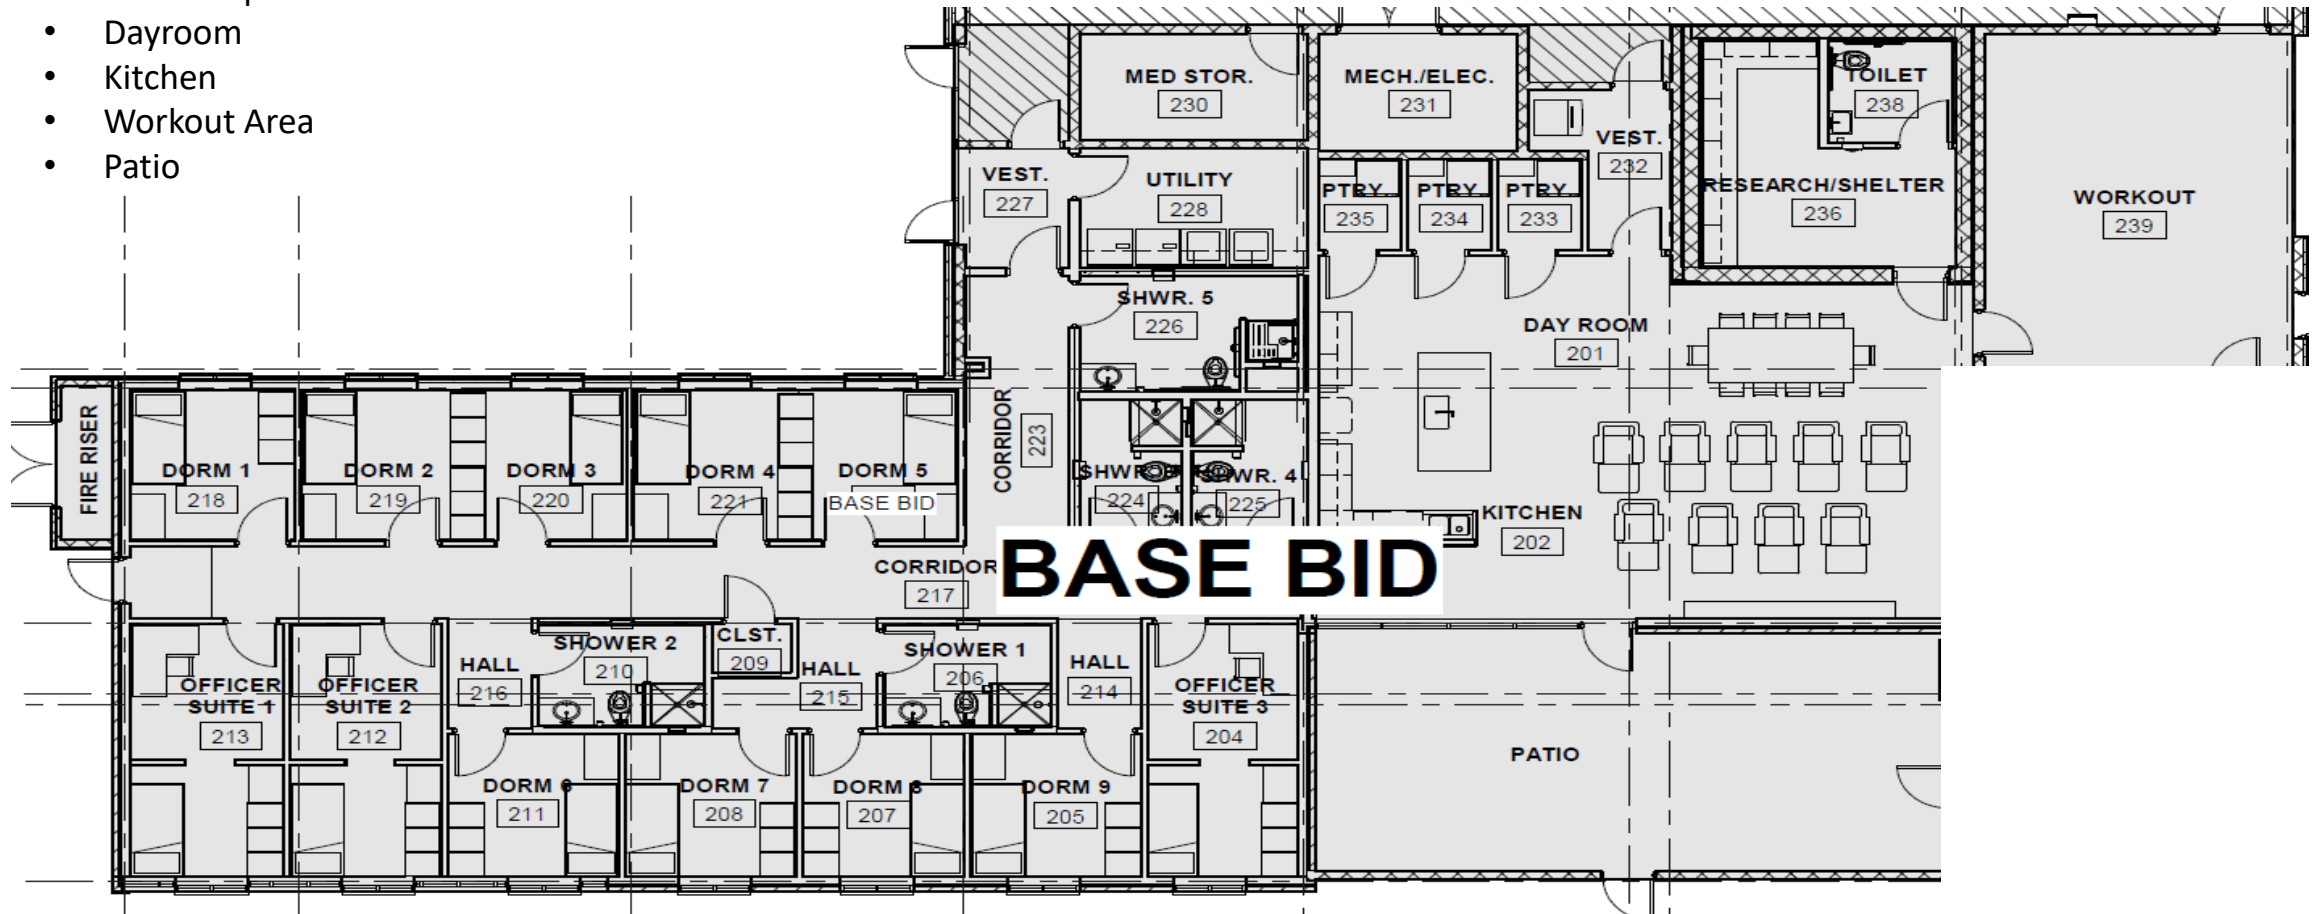 • Dayroom
• Kitchen
• Workout Area
• Patio
MED STOR.
230
MECH./ELEC.
231
TOILET
238
VEST.
232
VEST.
227
UTILITY
228
PTRY
235
PTRY
234
PTRY
233
RESEARCH/SHELTER
236
WORKOUT
239
SHWR. 5
226
DAY ROOM
201
CORRIDOR
223
FIRE RISER
DORM 1
218
DORM 2
219
DORM 3
220
DORM 4
221
DORM 5
BASE BID
SHWR.
224
SHWR. 4
225
KITCHEN
202
BASE BID
CORRIDOR
217
OFFICER
SUITE 1
213
OFFICER
SUITE 2
212
HALL
216
SHOWER 2
210
CLST.
209
HALL
215
SHOWER 1
206
HALL
214
OFFICER
SUITE 3
204
DORM 6
211
DORM 7
208
DORM 8
207
DORM 9
205
PATIO